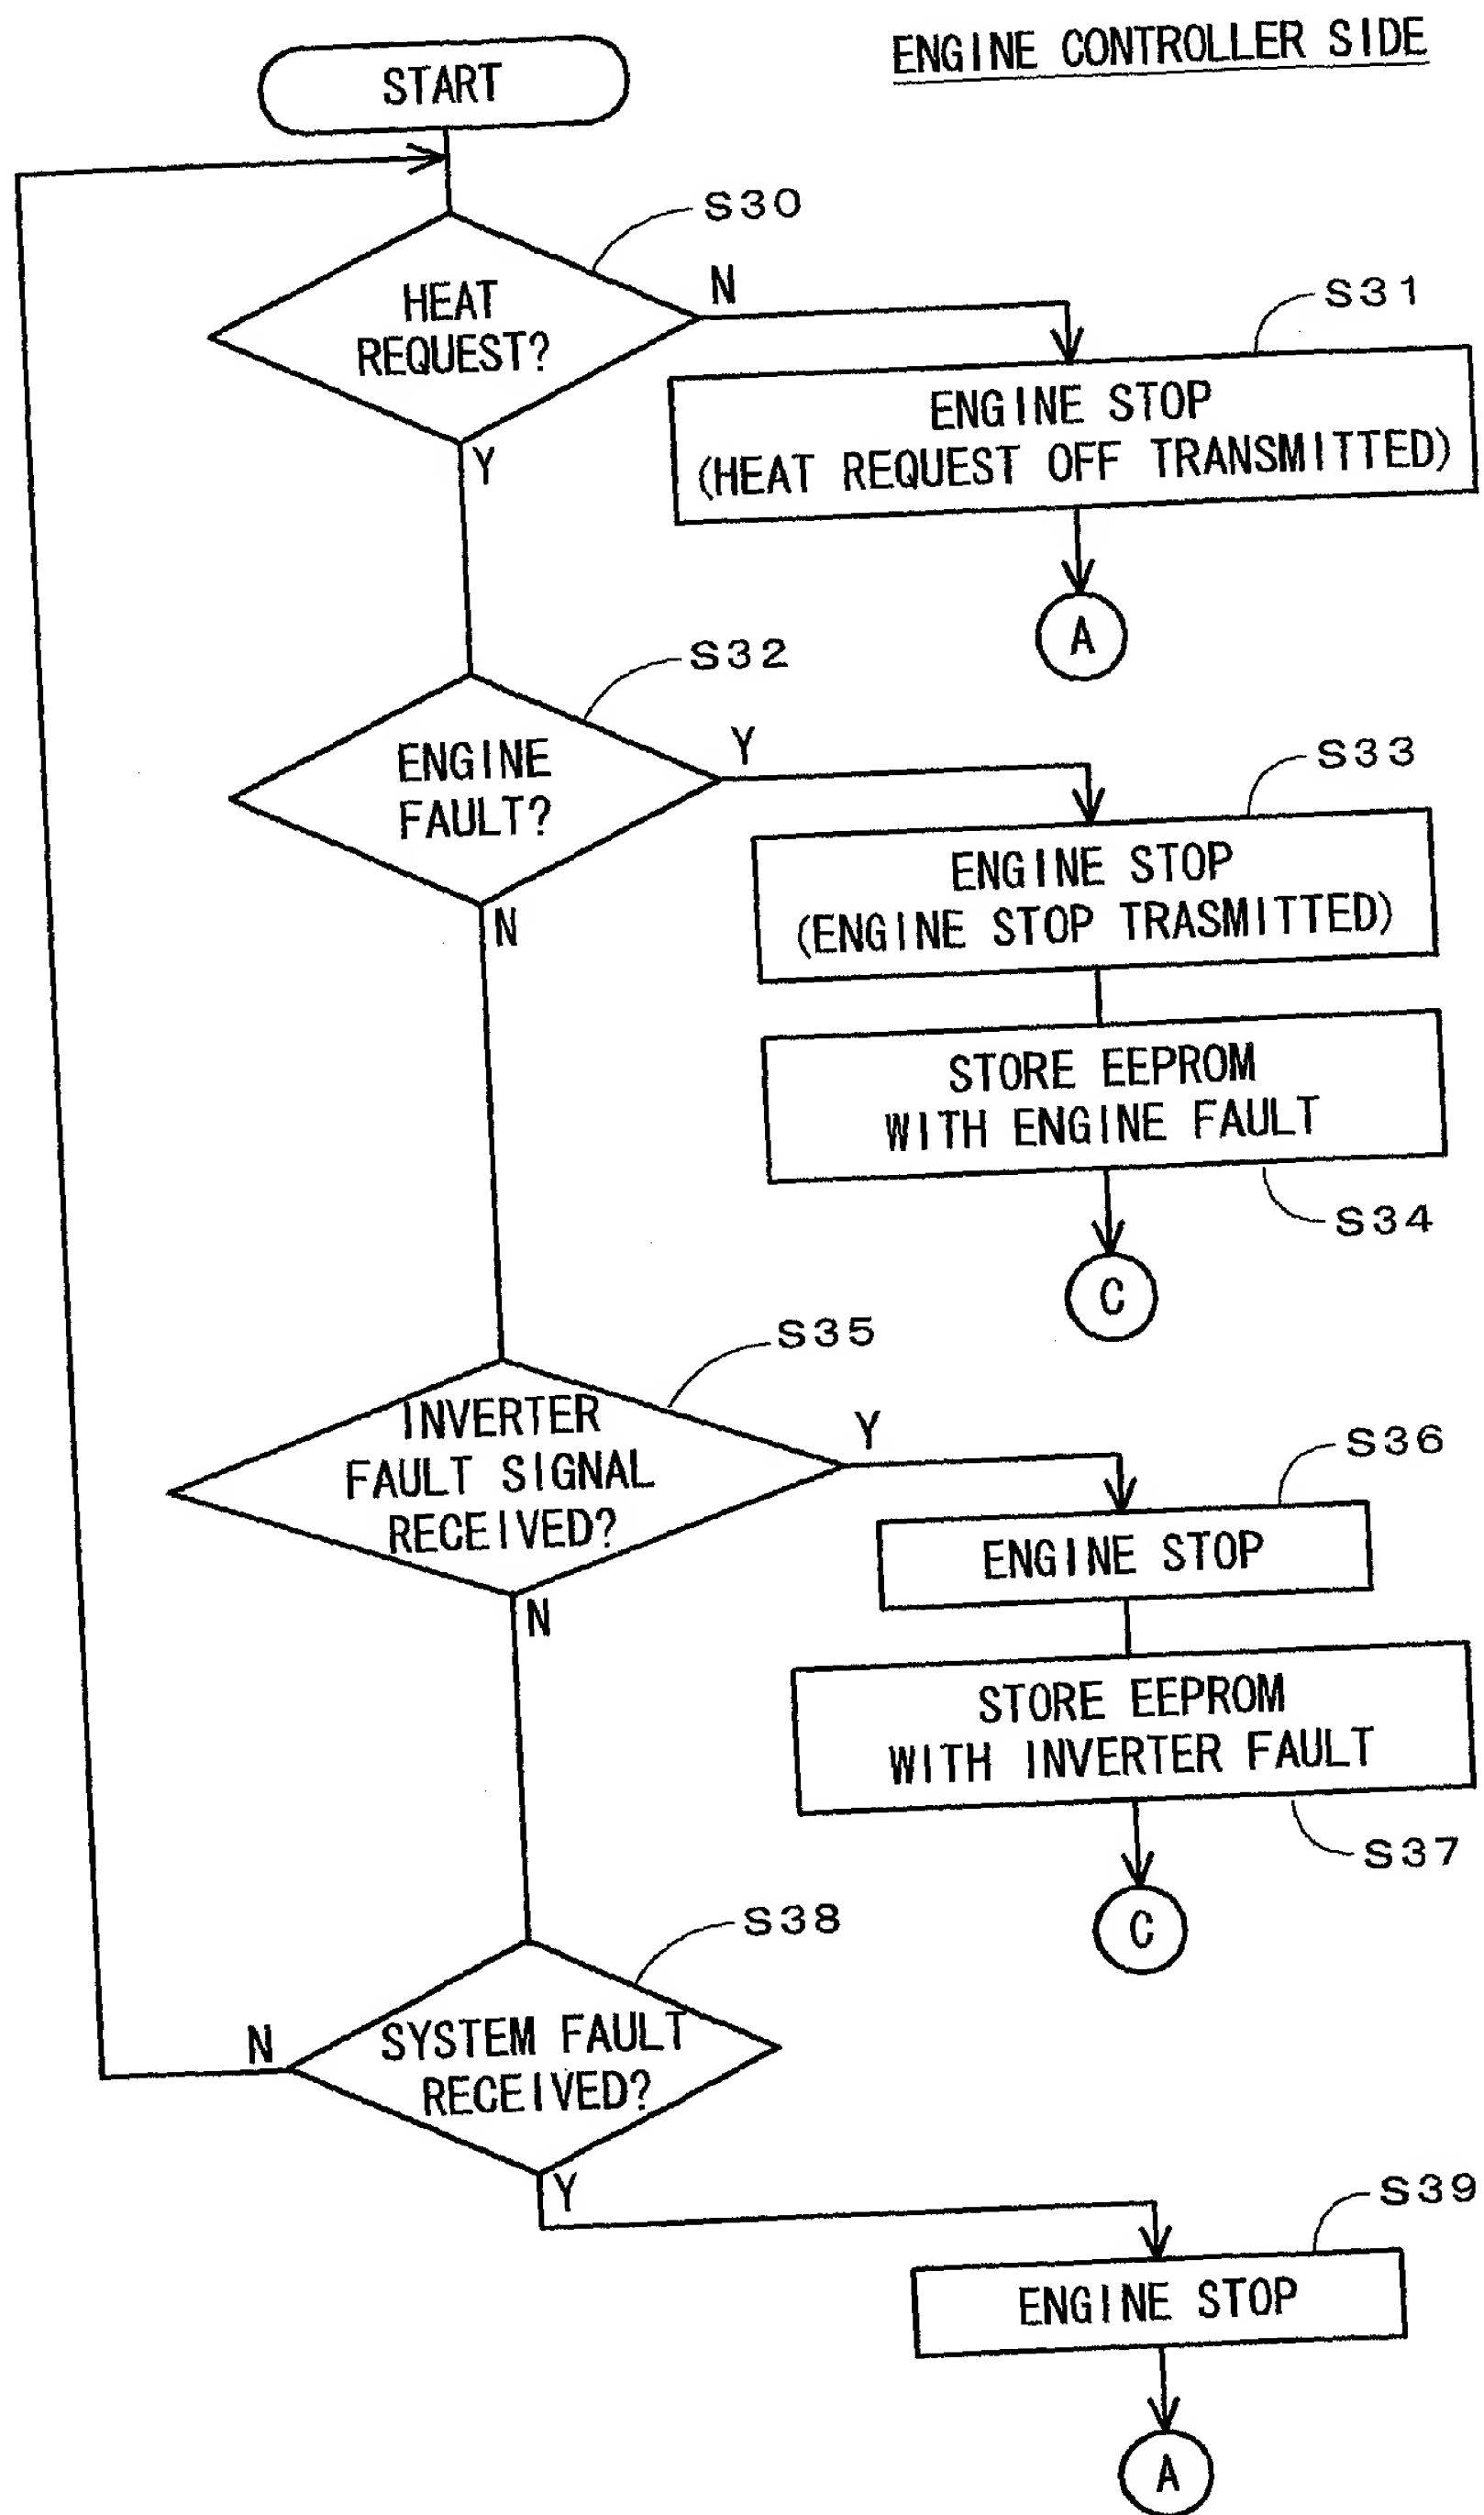 ENGINE CONTROLLER SIDE
START
S30
HEAT
REQUEST?
N
Y
S31
ENGINE STOP
(HEAT REQUEST OFF TRANSMITTED)
A
S32
ENGINE
FAULT?
Y
N
S33
ENGINE STOP
(ENGINE STOP TRASMITTED)
STORE EEPROM
WITH ENGINE FAULT
S34
C
S35
INVERTER
FAULT SIGNAL
RECEIVED?
Y
N
S36
ENGINE STOP
STORE EEPROM
WITH INVERTER FAULT
S37
C
S38
SYSTEM FAULT
RECEIVED?
N
Y
S39
ENGINE STOP
A